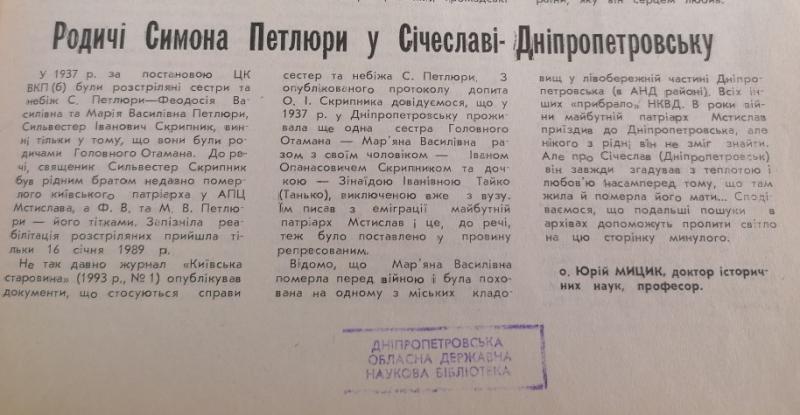 Родичі Симона Петлюри у Січеславі-Дніпропетровську
У 1937 р. за постановою ЦК
ВКП(б) були розстріляні сестри та
небіж С. Петлюри—Феодосія Ва-
силівна та Марія Василівна Петлюри,
Сильвестер Іванович Скрипник, вин-
ні тільки у тому, що вони були ро-
дичами Головного Отамана. До ре-
чі, священик Сильвестер Скрипник
був рідним братом недавно помер-
лого київського патріарха у АПЦ
Мстислава, а Ф. В. та М. В. Петлю-
ри — його тітками. Запізніла реа-
білітація розстріляних прийшла ті-
льки 16 січня 1989 р.
Не так давно журнал «Київська
старовина» (1993 р., № 1) опублікував
документи, що стосуються справи
сестер та небіжа С. Петлюри. З
опублікованого протоколу допита
О. І. Скрипника довідуємося, що у
1937 р. у Дніпропетровську прожи-
вала ще одна сестра Головного
Отамана — Мар'яна Василівна ра-
зом з своїм чоловіком — Іваном
Опанасовичем Скрипником та доч-
кою — Зінаїдою Іванівною Тайко
(Танько), виключеною вже з вузу.
Їм писав з еміграції майбутній
патріарх Мстислав і це, до речі,
теж було поставлено у провину
репресованим.
Відомо, що Мар'яна Василівна
померла перед війною і була похо-
вана на одному з міських кладо-
вищ у лівобережній частині Дніпро-
петровська (в АНД районі). Всіх ін-
ших «прибрало» НКВД. В роки вій-
ни майбутній патріарх Мстислав
приїздив до Дніпропетровська, але
нікого з рідні він не зміг знайти.
Але про Січеслав (Дніпропетровськ)
він завжди згадував з теплотою і
любов'ю насамперед тому, що там
жила й померла його мати... Спо-
діваємося, що подальші пошуки в
архівах допоможуть пролити світло
на цю сторінку минулого.
о. Юрій МИЦИК, доктор історич-
них наук, професор.
ДНІПРОПЕТРОВСЬКА
ОБЛАСНА ДЕРЖАВНА
НАУКОВА БІБЛІОТЕКА